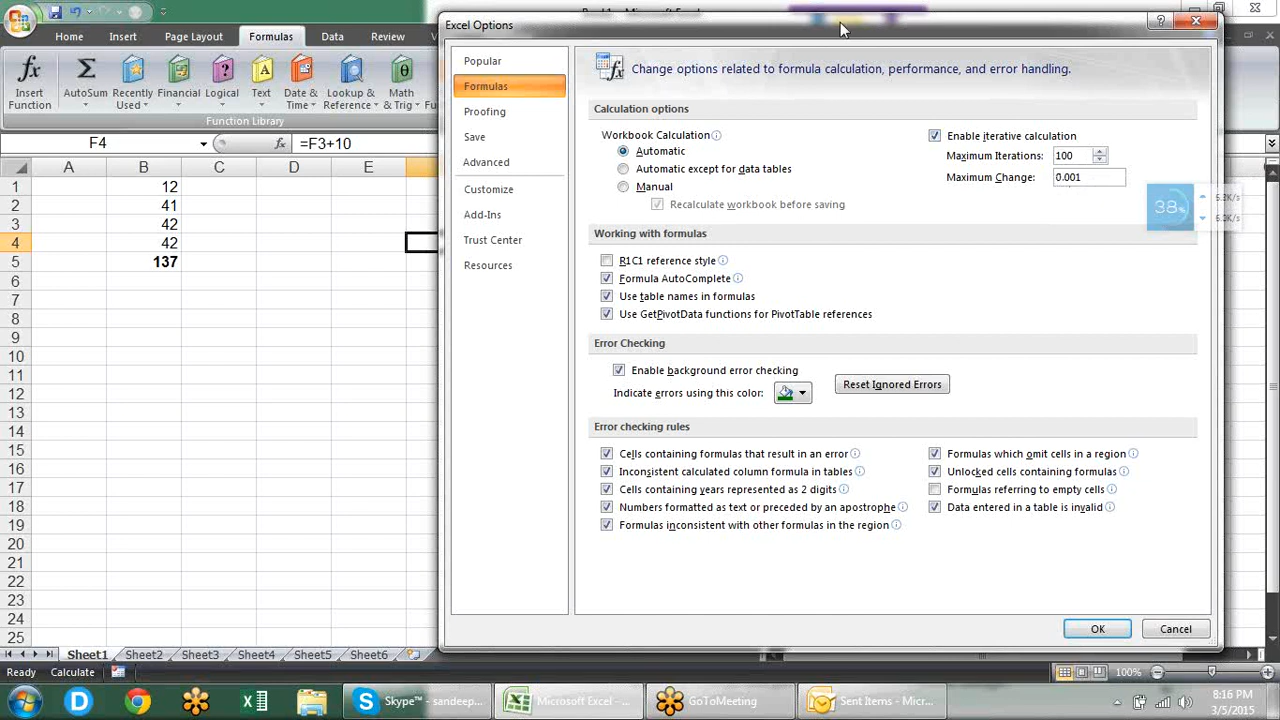 Excel Options
Home Insert Page Layout Formulas Data Review
Insert Function
AutoSum
Recently Used
Financial
Logical
Text
Date & Time
Lookup & Reference
Math & Trig
Function Library
F4
=F3+10
A B C D E
1 12
2 41
3 42
4 42
5 137
6
7
8
9
10
11
12
13
14
15
16
17
18
19
20
21
22
23
24
25
Popular
Formulas
Proofing
Save
Advanced
Customize
Add-Ins
Trust Center
Resources
Change options related to formula calculation, performance, and error handling.
Calculation options
Workbook Calculation
Automatic
Automatic except for data tables
Manual
Recalculate workbook before saving
Enable iterative calculation
Maximum Iterations: 100
Maximum Change: 0.001
38%
Working with formulas
R1C1 reference style
Formula AutoComplete
Use table names in formulas
Use GetPivotData functions for PivotTable references
Error Checking
Enable background error checking
Indicate errors using this color:
Reset Ignored Errors
Error checking rules
Cells containing formulas that result in an error
Inconsistent calculated column formula in tables
Cells containing years represented as 2 digits
Numbers formatted as text or preceded by an apostrophe
Formulas inconsistent with other formulas in the region
Formulas which omit cells in a region
Unlocked cells containing formulas
Formulas referring to empty cells
Data entered in a table is invalid
OK Cancel
Sheet1 Sheet2 Sheet3 Sheet4 Sheet5 Sheet6
Ready Calculate
100%
Skype™ - sandeep...
Microsoft Excel - ...
GoToMeeting
Sent Items - Micr...
8:16 PM
3/5/2015